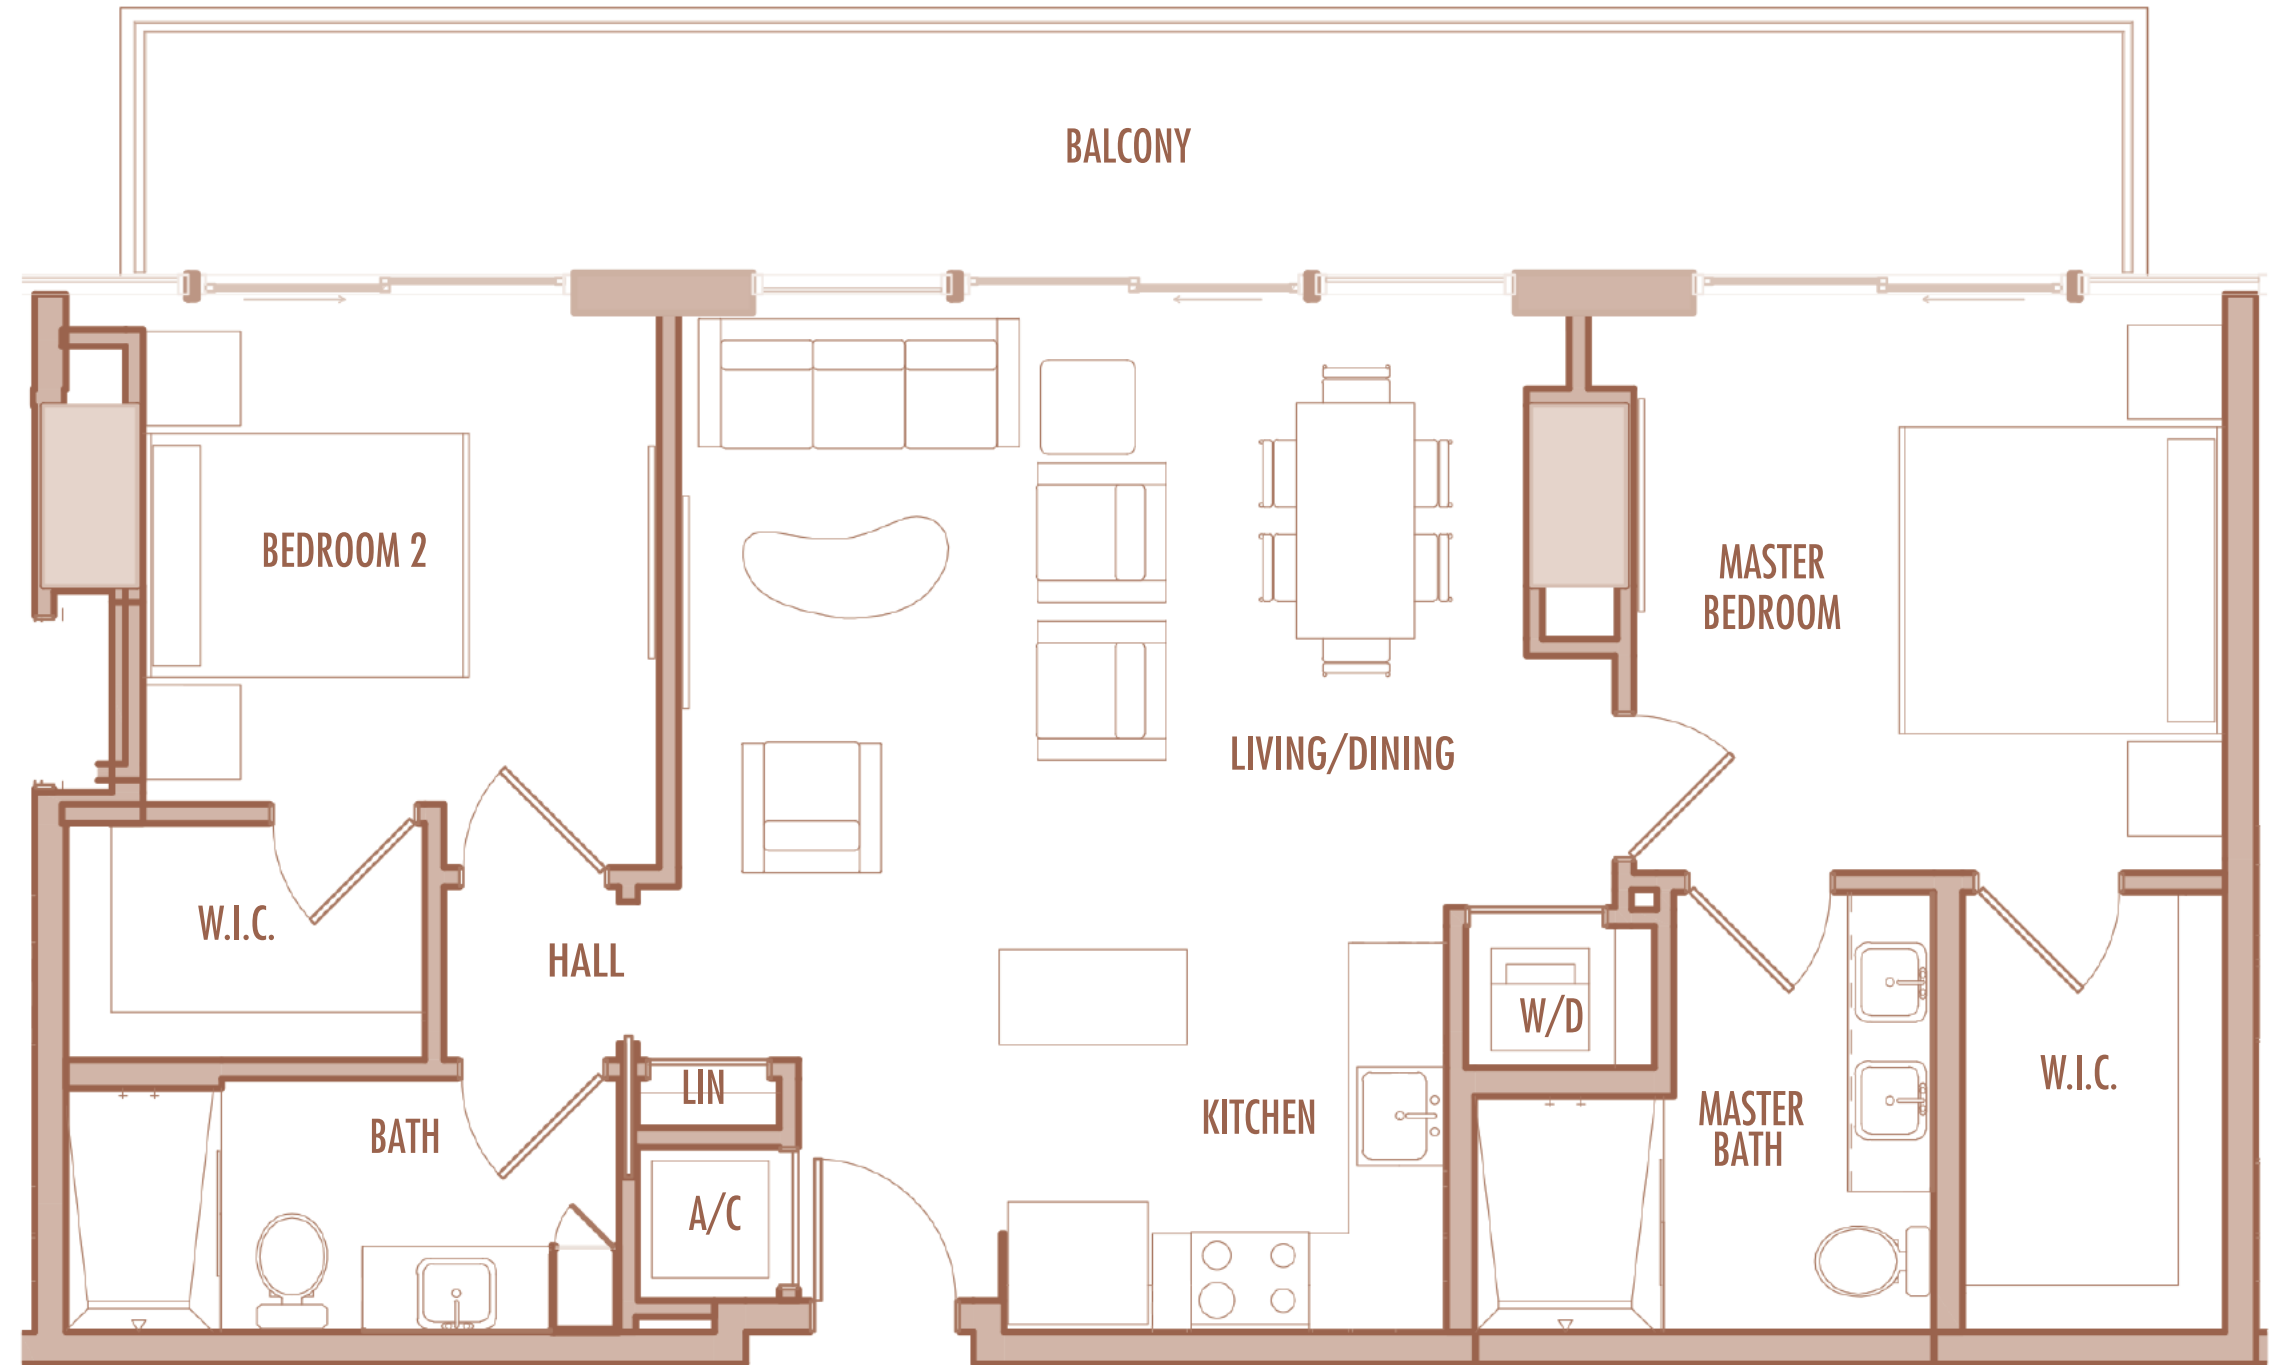 BALCONY
BEDROOM 2
MASTER
BEDROOM
LIVING/DINING
W.I.C.
HALL
W/D
LIN
KITCHEN
BATH
MASTER
BATH
W.I.C.
A/C